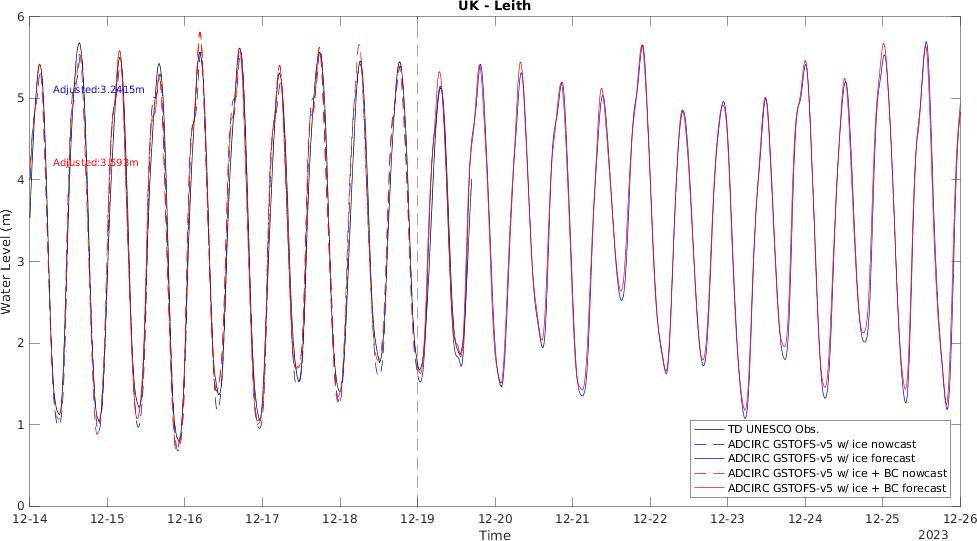 UK - Leith
6
5
4
3
2
1
0
Water Level (m)
Adjusted:3.2415m
Adjusted:3.593m
TD UNESCO Obs.
ADCIRC GSTOFS-v5 w/ ice nowcast
ADCIRC GSTOFS-v5 w/ ice forecast
ADCIRC GSTOFS-v5 w/ ice + BC nowcast
ADCIRC GSTOFS-v5 w/ ice + BC forecast
12-14 12-15 12-16 12-17 12-18 12-19 12-20 12-21 12-22 12-23 12-24 12-25 12-26
Time
2023